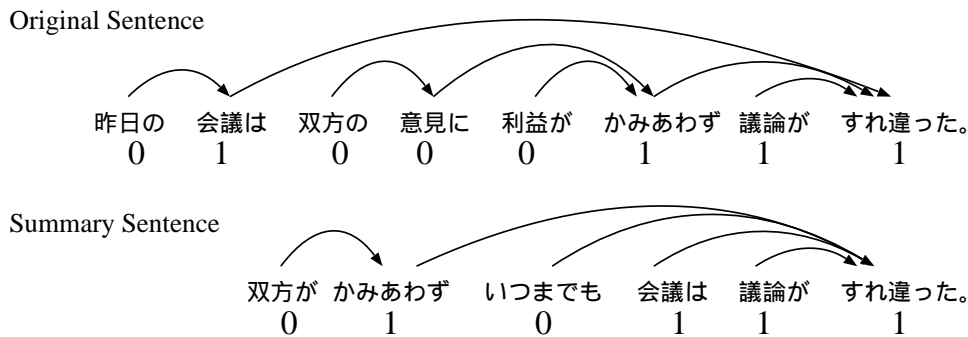 Original Sentence
昨日の 会議は 双方の 意見に 利益が かみあわず 議論が すれ違った。
0 1 0 0 0 1 1 1
Summary Sentence
双方が かみあわず いつまでも 会議は 議論が すれ違った。
0 1 0 1 1 1